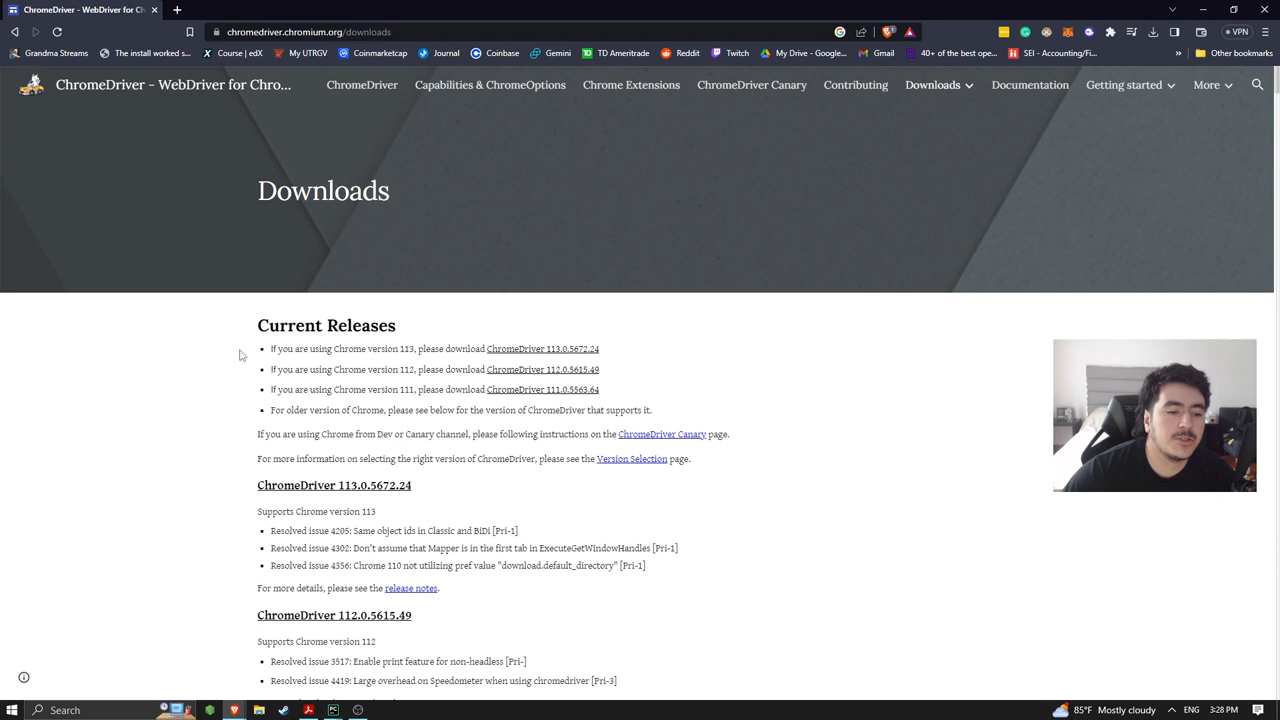 ChromeDriver - WebDriver for Ch
chromedriver.chromium.org/downloads
VPN
Grandma Streams
The install worked ...
Course | edX
My UTRGV
Coinbase
Journal
Coinbase
Gemini
TD Ameritrade
Reddit
Twitch
My Drive - Google...
Gmail
40+ of the best ope...
SEI - Accounting/Fi...
Other bookmarks
ChromeDriver - WebDriver for Chro...
ChromeDriver
Capabilities & ChromeOptions
Chrome Extensions
ChromeDriver Canary
Contributing
Downloads
Documentation
Getting started
More
Downloads
Current Releases
If you are using Chrome version 113, please download ChromeDriver 113.0.5672.24
If you are using Chrome version 112, please download ChromeDriver 112.0.5615.49
If you are using Chrome version 111, please download ChromeDriver 111.0.5563.64
For older version of Chrome, please see below for the version of ChromeDriver that supports it.
If you are using Chrome from Dev or Canary channel, please following instructions on the ChromeDriver Canary page.
For more information on selecting the right version of ChromeDriver, please see the Version Selection page.
ChromeDriver 113.0.5672.24
Supports Chrome version 113
Resolved issue 4205: Same object ids in Classic and BiDi [Pri-1]
Resolved issue 4302: Don't assume that Mapper is in the first tab in ExecuteGetWindowHandles [Pri-1]
Resolved issue 4356: Chrome 110 not utilizing pref value "download.default_directory" [Pri-1]
For more details, please see the release notes.
ChromeDriver 112.0.5615.49
Supports Chrome version 112
Resolved issue 3517: Enable print feature for non-headless [Pri-]
Resolved issue 4419: Large overhead on Speedometer when using chromedriver [Pri-3]
Search
85°F Mostly cloudy
ENG
3:28 PM